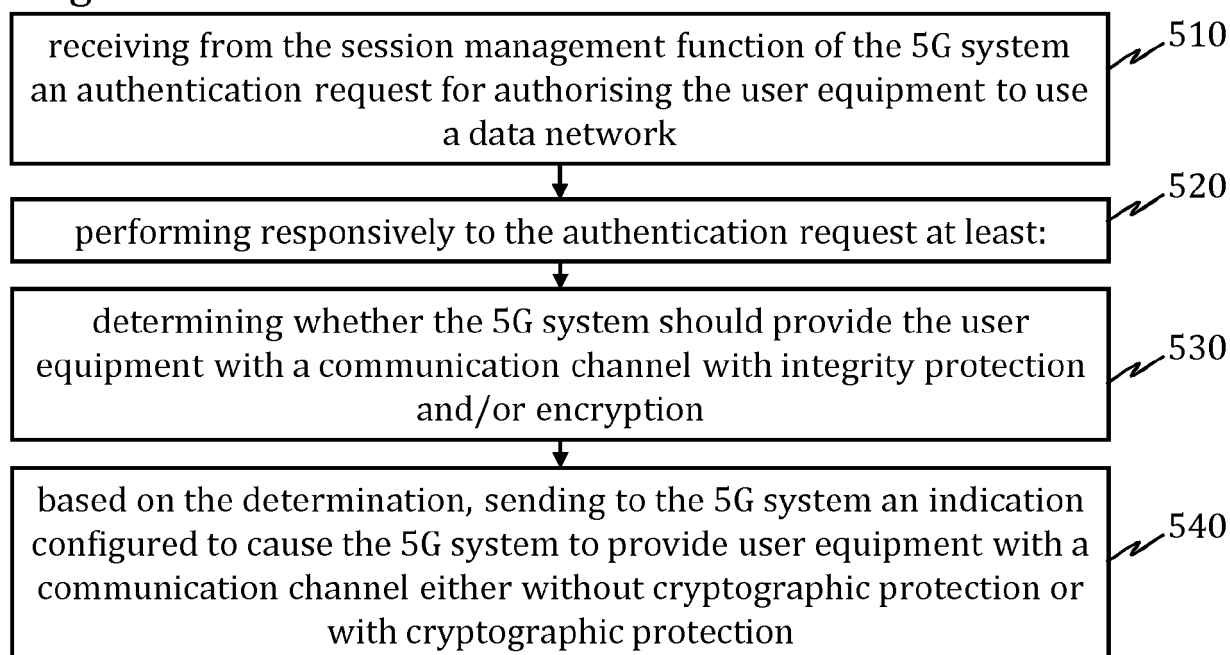 receiving from the session management function of the 5G system
510
an authentication request for authorising the user equipment to use
a data network
520
performing responsively to the authentication request at least:
determining whether the 5G system should provide the user
equipment with a communication channel with integrity protection
530
and/or encryption
based on the determination, sending to the 5G system an indication
configured to cause the 5G system to provide user equipment with a
540
communication channel either without cryptographic protection or
with cryptographic protection